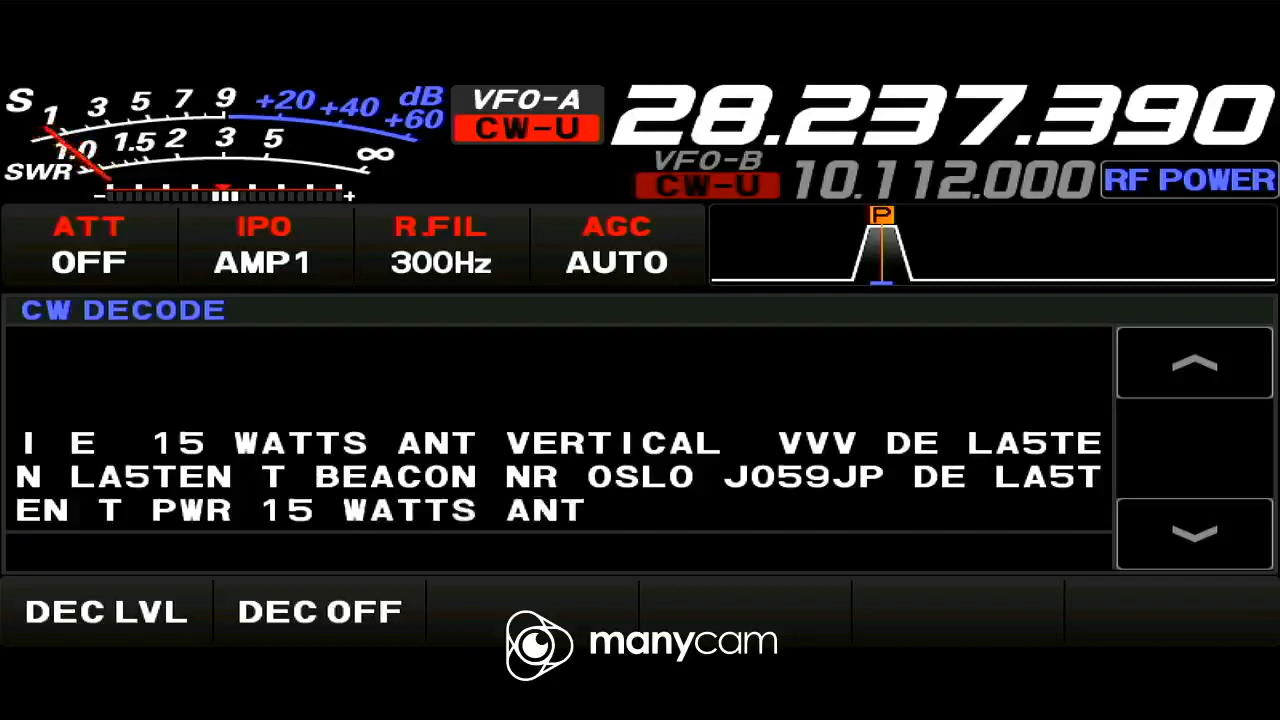 S 1 3 5 7 9 +20 +40 dB +60
1.0 1.5 2 3 5 ∞
SWR
- +
VFO-A
CW-U
28.237.390
VFO-B
CW-U
10.112.000
RF POWER
ATT IPO R.FIL AGC
OFF AMP1 300Hz AUTO
P
CW DECODE
I E 15 WATTS ANT VERTICAL VVV DE LA5TE
N LA5TEN T BEACON NR OSLO JO59JP DE LA5T
EN T PWR 15 WATTS ANT
DEC LVL DEC OFF
manycam